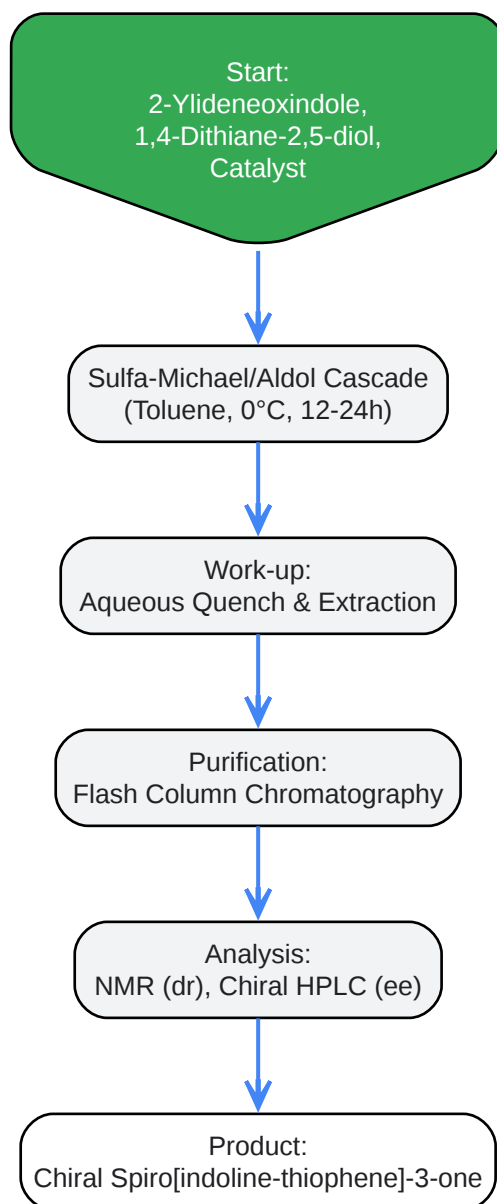 Start:
2-Ylideneoxindole,
1,4-Dithiane-2,5-diol,
Catalyst
Sulfa-Michael/Aldol Cascade
(Toluene, 0°C, 12-24h)
Work-up:
Aqueous Quench & Extraction
Purification:
Flash Column Chromatography
Analysis:
NMR (dr), Chiral HPLC (ee)
Product:
Chiral Spiro[indoline-thiophene]-3-one